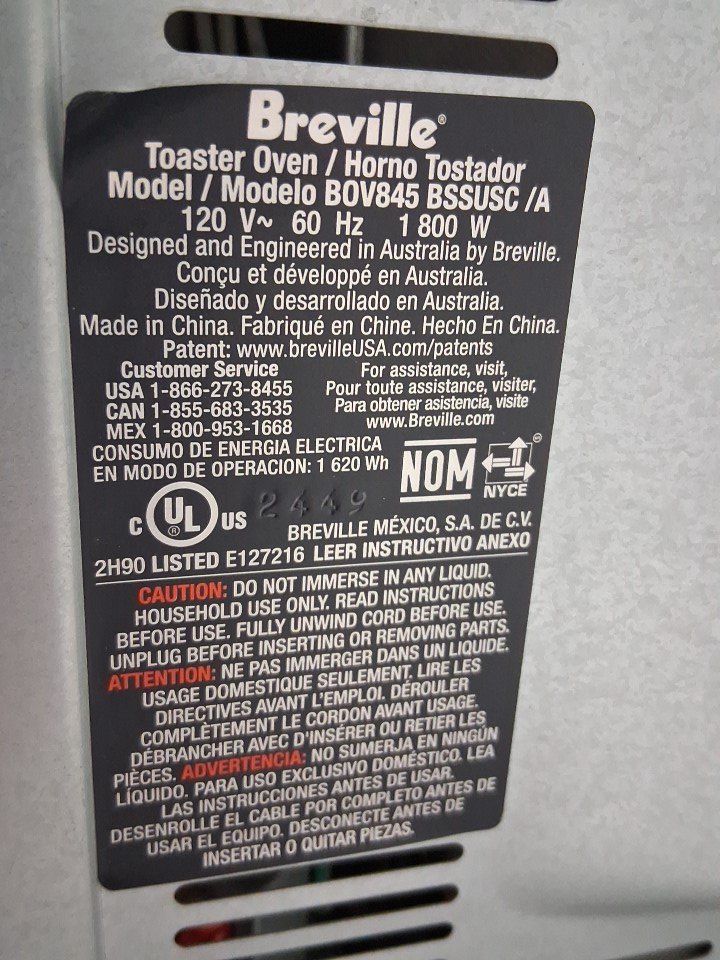 Breville®
Toaster Oven / Horno Tostador
Model / Modelo BOV845 BSSUSC /A
120 V~ 60 Hz 1 800 W
Designed and Engineered in Australia by Breville.
Conçu et développé en Australia.
Diseñado y desarrollado en Australia.
Made in China. Fabriqué en Chine. Hecho En China.
Patent: www.brevilleUSA.com/patents
Customer Service
USA 1-866-273-8455
CAN 1-855-683-3535
MEX 1-800-953-1668
For assistance, visit,
Pour toute assistance, visiter,
Para obtener asistencia, visite
www.Breville.com
CONSUMO DE ENERGIA ELECTRICA
EN MODO DE OPERACION: 1 620 Wh
NOM
NYCE
C UL® US
2449
BREVILLE MÉXICO, S.A. DE C.V.
2H90 LISTED E127216 LEER INSTRUCTIVO ANEXO
CAUTION: DO NOT IMMERSE IN ANY LIQUID.
HOUSEHOLD USE ONLY. READ INSTRUCTIONS
BEFORE USE. FULLY UNWIND CORD BEFORE USE.
UNPLUG BEFORE INSERTING OR REMOVING PARTS.
ATTENTION: NE PAS IMMERGER DANS UN LIQUIDE.
USAGE DOMESTIQUE SEULEMENT. LIRE LES
DIRECTIVES AVANT L'EMPLOI. DÉROULER
COMPLÈTEMENT LE CORDON AVANT USAGE.
DÉBRANCHER AVEC D'INSÉRER OU RETIER LES
PIÈCES. ADVERTENCIA: NO SUMERJA EN NINGÚN
LÍQUIDO. PARA USO EXCLUSIVO DOMÉSTICO. LEA
LAS INSTRUCCIONES ANTES DE USAR.
DESENROLLE EL CABLE POR COMPLETO ANTES DE
USAR EL EQUIPO. DESCONECTE ANTES DE
INSERTAR O QUITAR PIEZAS.